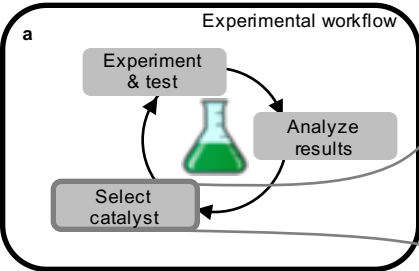 Experimental workflow
a
Experiment
& test
Analyze
results
Select
catalyst